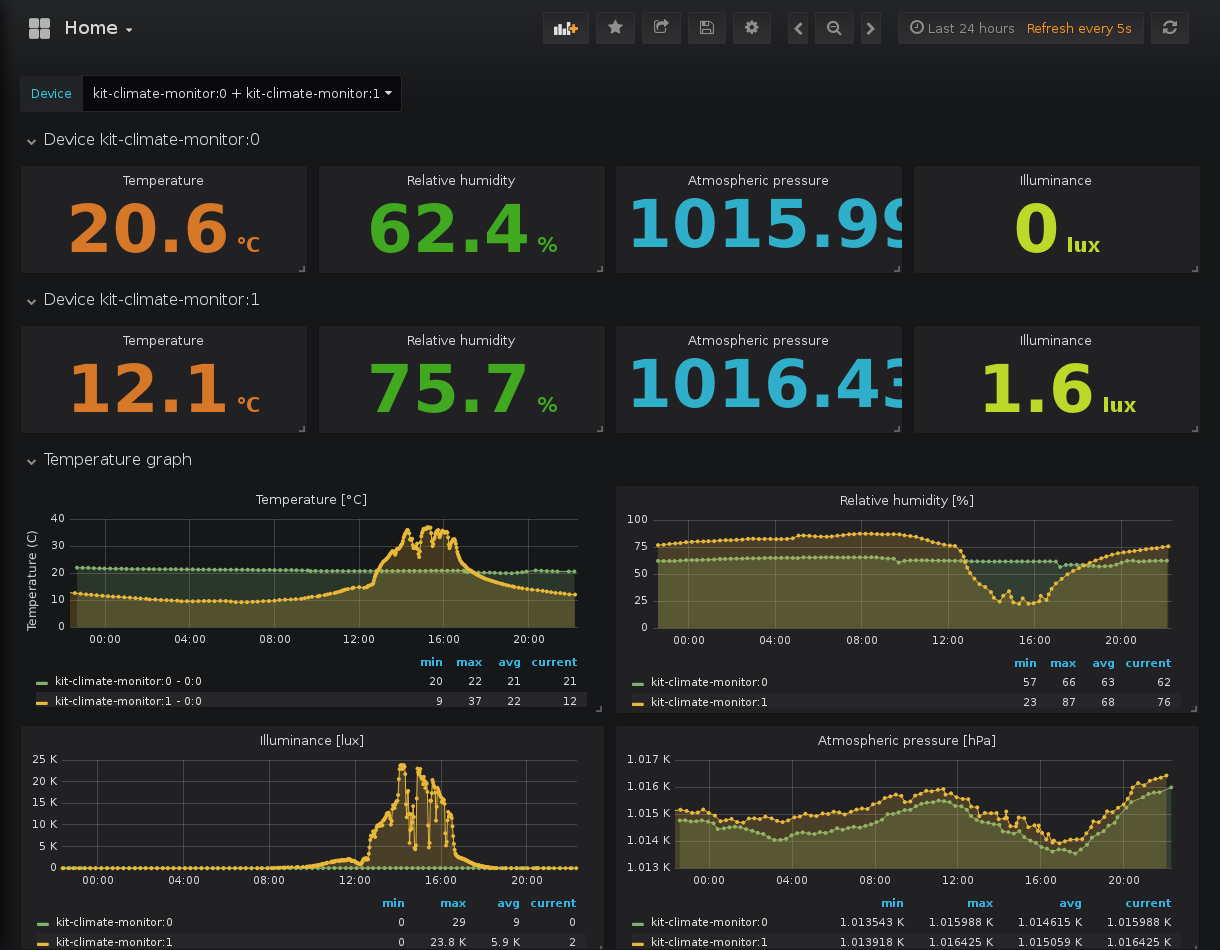 Home
Last 24 hours Refresh every 5s
Device kit-climate-monitor:0 + kit-climate-monitor:1
Device kit-climate-monitor:0
Temperature Relative humidity Atmospheric pressure Illuminance
20.6 °C 62.4 % 1015.99 0 lux
Device kit-climate-monitor:1
Temperature Relative humidity Atmospheric pressure Illuminance
12.1 °C 75.7 % 1016.43 1.6 lux
Temperature graph
Temperature [°C]
Temperature (C)
40
30
20
10
0
00:00 04:00 08:00 12:00 16:00 20:00
min max avg current
kit-climate-monitor:0 - 0:0 20 22 21 21
kit-climate-monitor:1 - 0:0 9 37 22 12
Relative humidity [%]
100
75
50
25
0
00:00 04:00 08:00 12:00 16:00 20:00
min max avg current
kit-climate-monitor:0 57 66 63 62
kit-climate-monitor:1 23 87 68 76
Illuminance [lux]
25 K
20 K
15 K
10 K
5 K
0
00:00 04:00 08:00 12:00 16:00 20:00
min max avg current
kit-climate-monitor:0 0 29 9 0
kit-climate-monitor:1 0 23.8 K 5.9 K 2
Atmospheric pressure [hPa]
1.017 K
1.016 K
1.015 K
1.014 K
1.013 K
00:00 04:00 08:00 12:00 16:00 20:00
min max avg current
kit-climate-monitor:0 1.013543 K 1.015988 K 1.014615 K 1.015988 K
kit-climate-monitor:1 1.013918 K 1.016425 K 1.015059 K 1.016425 K